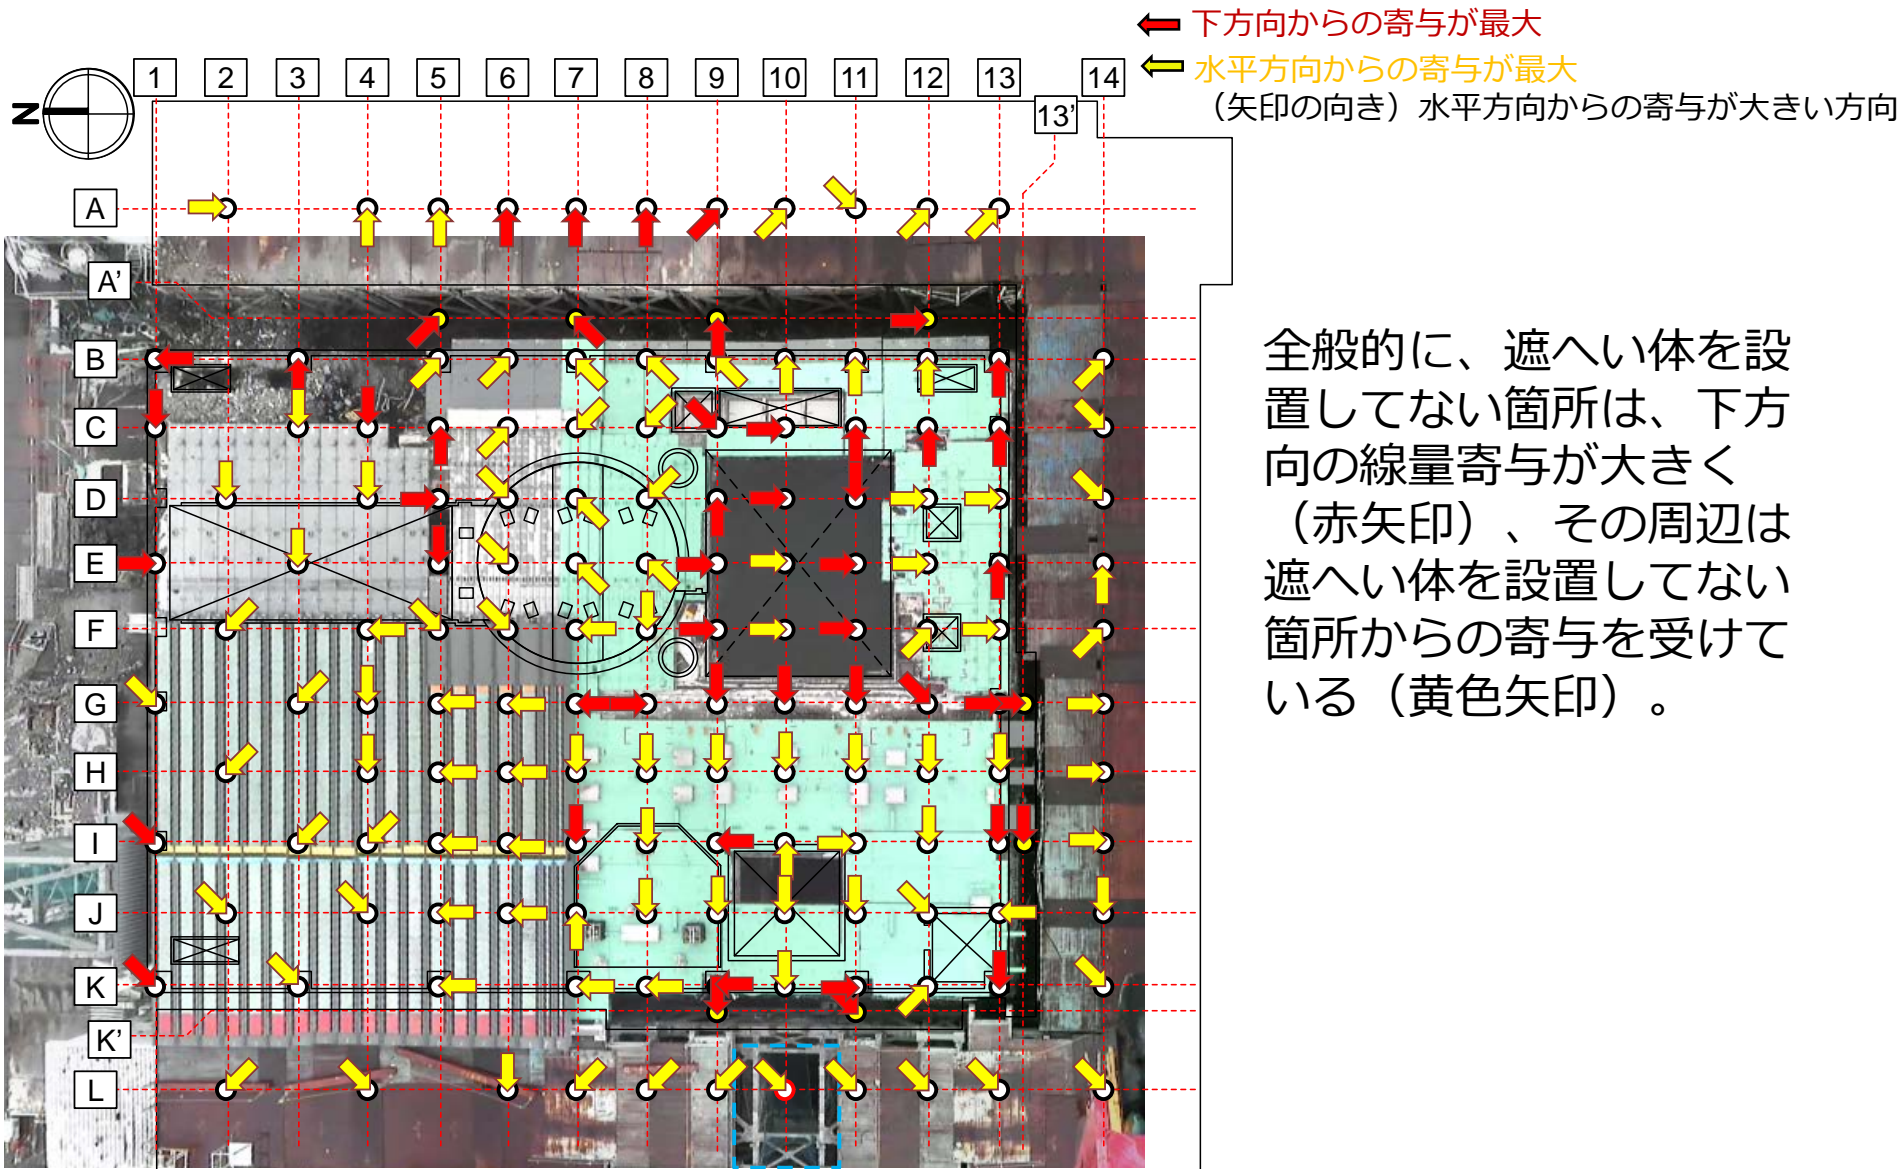 下方向からの寄与が最大
水平方向からの寄与が最大
（矢印の向き）水平方向からの寄与が大きい方向
N
1 2 3 4 5 6 7 8 9 10 11 12 13 14
13'
A
A’
B
C
D
E
F
G
H
I
J
K
K’
L
全般的に、遮へい体を設
置してない箇所は、下方
向の線量寄与が大きく
（赤矢印）、その周辺は
遮へい体を設置してない
箇所からの寄与を受けて
いる（黄色矢印）。